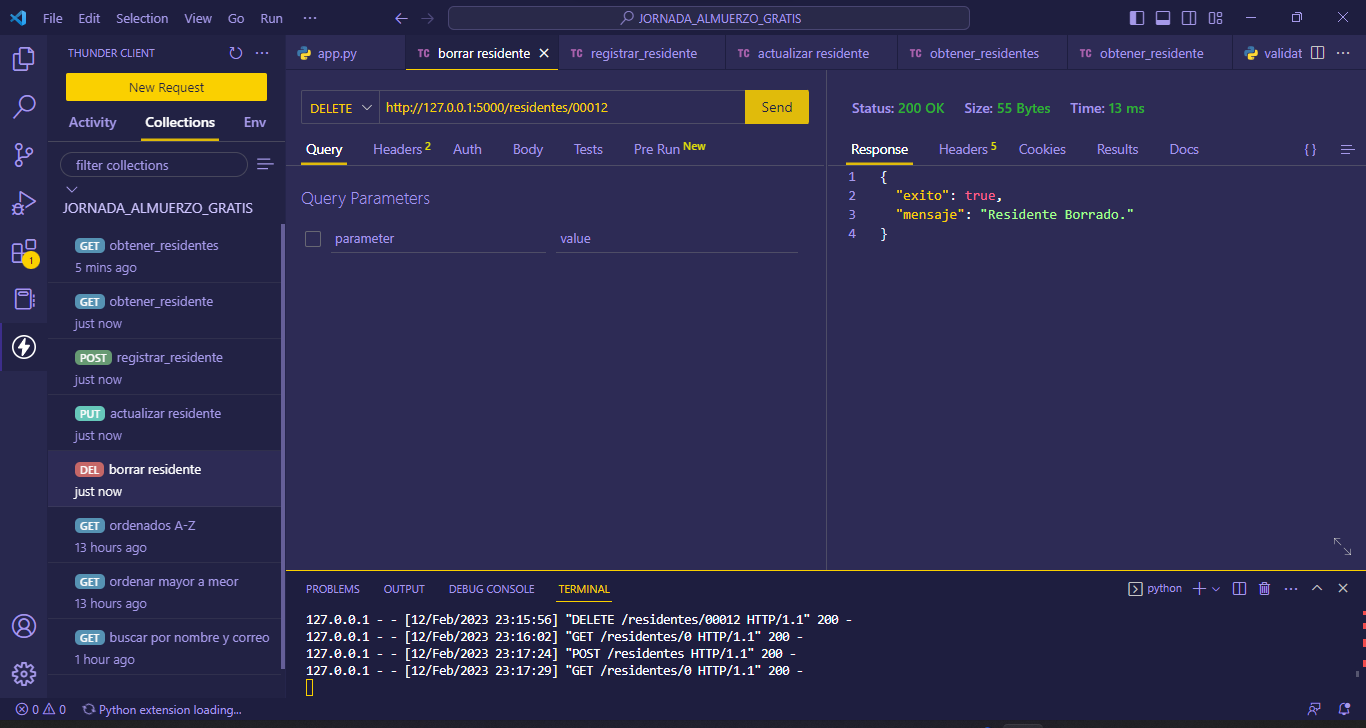 File Edit Selection View Go Run ··· JORNADA_ALMUERZO_GRATIS
THUNDER CLIENT
New Request
Activity Collections Env
filter collections
JORNADA_ALMUERZO_GRATIS
GET obtener_residentes
5 mins ago
GET obtener_residente
just now
POST registrar_residente
just now
PUT actualizar residente
just now
DEL borrar residente
just now
GET ordenados A-Z
13 hours ago
GET ordenar mayor a meor
13 hours ago
GET buscar por nombre y correo
1 hour ago
app.py TC borrar residente TC registrar_residente TC actualizar residente TC obtener_residentes TC obtener_residente validat
DELETE http://127.0.0.1:5000/residentes/00012 Send
Query Headers 2 Auth Body Tests Pre Run New
Query Parameters
parameter value
Status: 200 OK Size: 55 Bytes Time: 13 ms
Response Headers 5 Cookies Results Docs { }
1 {
2 "exito": true,
3 "mensaje": "Residente Borrado."
4 }
PROBLEMS OUTPUT DEBUG CONSOLE TERMINAL python
127.0.0.1 - - [12/Feb/2023 23:15:56] "DELETE /residentes/00012 HTTP/1.1" 200 -
127.0.0.1 - - [12/Feb/2023 23:16:02] "GET /residentes/0 HTTP/1.1" 200 -
127.0.0.1 - - [12/Feb/2023 23:17:24] "POST /residentes HTTP/1.1" 200 -
127.0.0.1 - - [12/Feb/2023 23:17:29] "GET /residentes/0 HTTP/1.1" 200 -
1
0 0 Python extension loading...